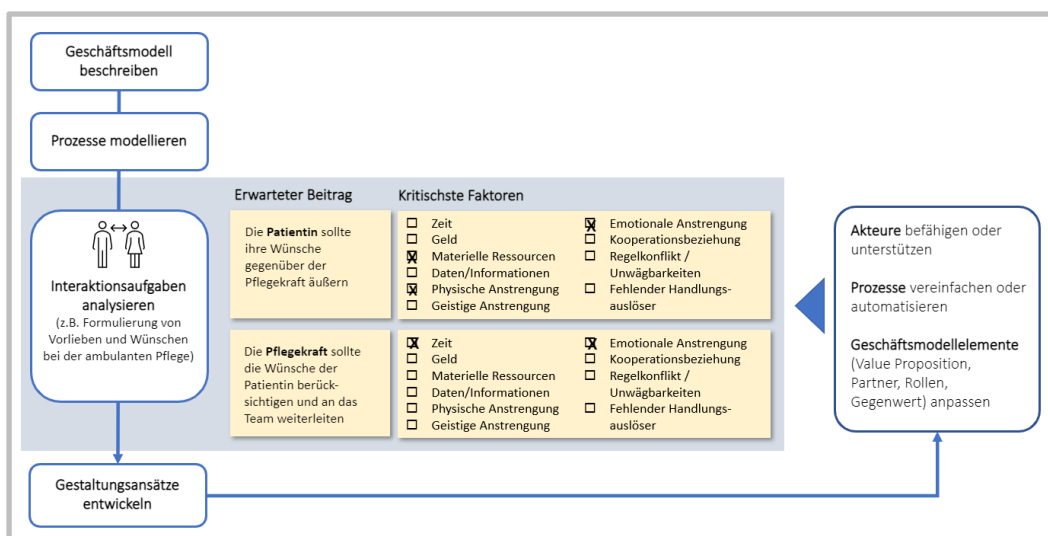 Geschäftsmodell
beschreiben
Prozesse modellieren
Erwarteter Beitrag
Kritischste Faktoren
Interaktionsaufgaben
analysieren
(z.B. Formulierung von
Vorlieben und Wünschen
bei der ambulanten Pflege)
Die Patientin sollte
ihre Wünsche
gegenüber der
Pflegekraft äußern
Zeit
Geld
Materielle Ressourcen
Daten/Informationen
Physische Anstrengung
Geistige Anstrengung
Emotionale Anstrengung
Kooperationsbeziehung
Regelkonflikt /
Unwägbarkeiten
Fehlender Handlungs-
auslöser
Die Pflegekraft sollte
die Wünsche der
Patientin berück-
sichtigen und an das
Team weiterleiten
Zeit
Geld
Materielle Ressourcen
Daten/Informationen
Physische Anstrengung
Geistige Anstrengung
Emotionale Anstrengung
Kooperationsbeziehung
Regelkonflikt /
Unwägbarkeiten
Fehlender Handlungs-
auslöser
Akteure befähigen oder
unterstützen
Prozesse vereinfachen oder
automatisieren
Geschäftsmodellelemente
(Value Proposition,
Partner, Rollen,
Gegenwert) anpassen
Gestaltungsansätze
entwickeln